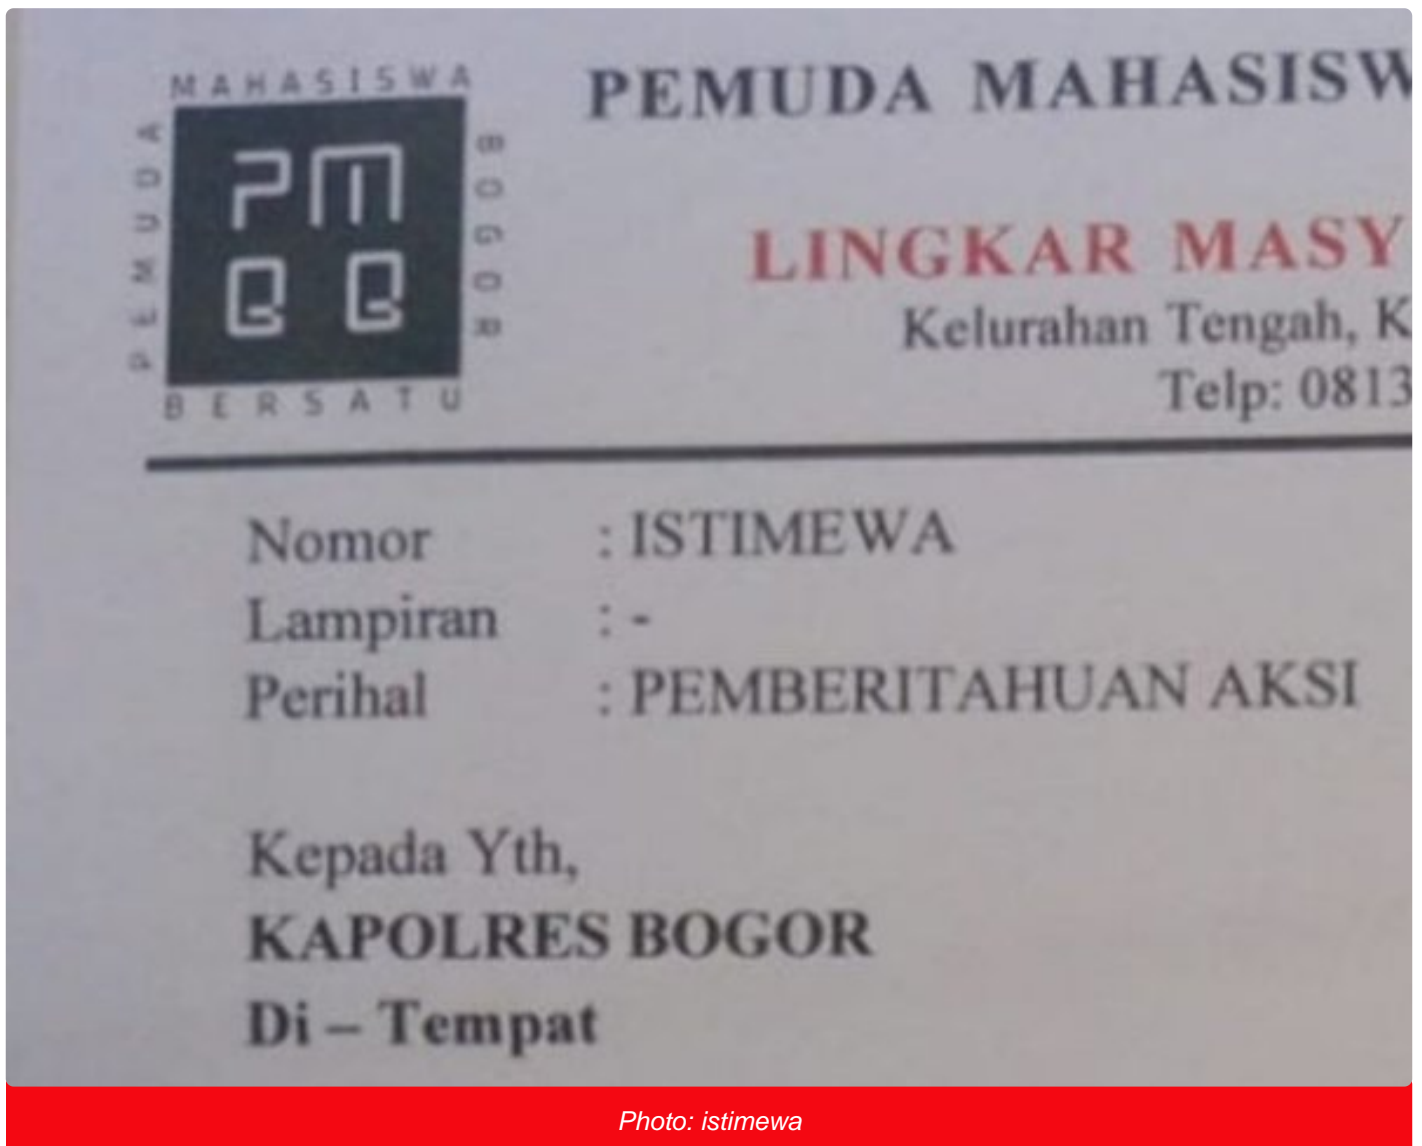 MAHASISWA
PEMUDA
PM
BB
BOGOR
BERSATU
PEMUDA MAHASISW
LINGKAR MASY
Kelurahan Tengah, K
Telp: 0813
Nomor : ISTIMEWA
Lampiran : -
Perihal : PEMBERITAHUAN AKSI
Kepada Yth,
KAPOLRES BOGOR
Di – Tempat
Photo: istimewa